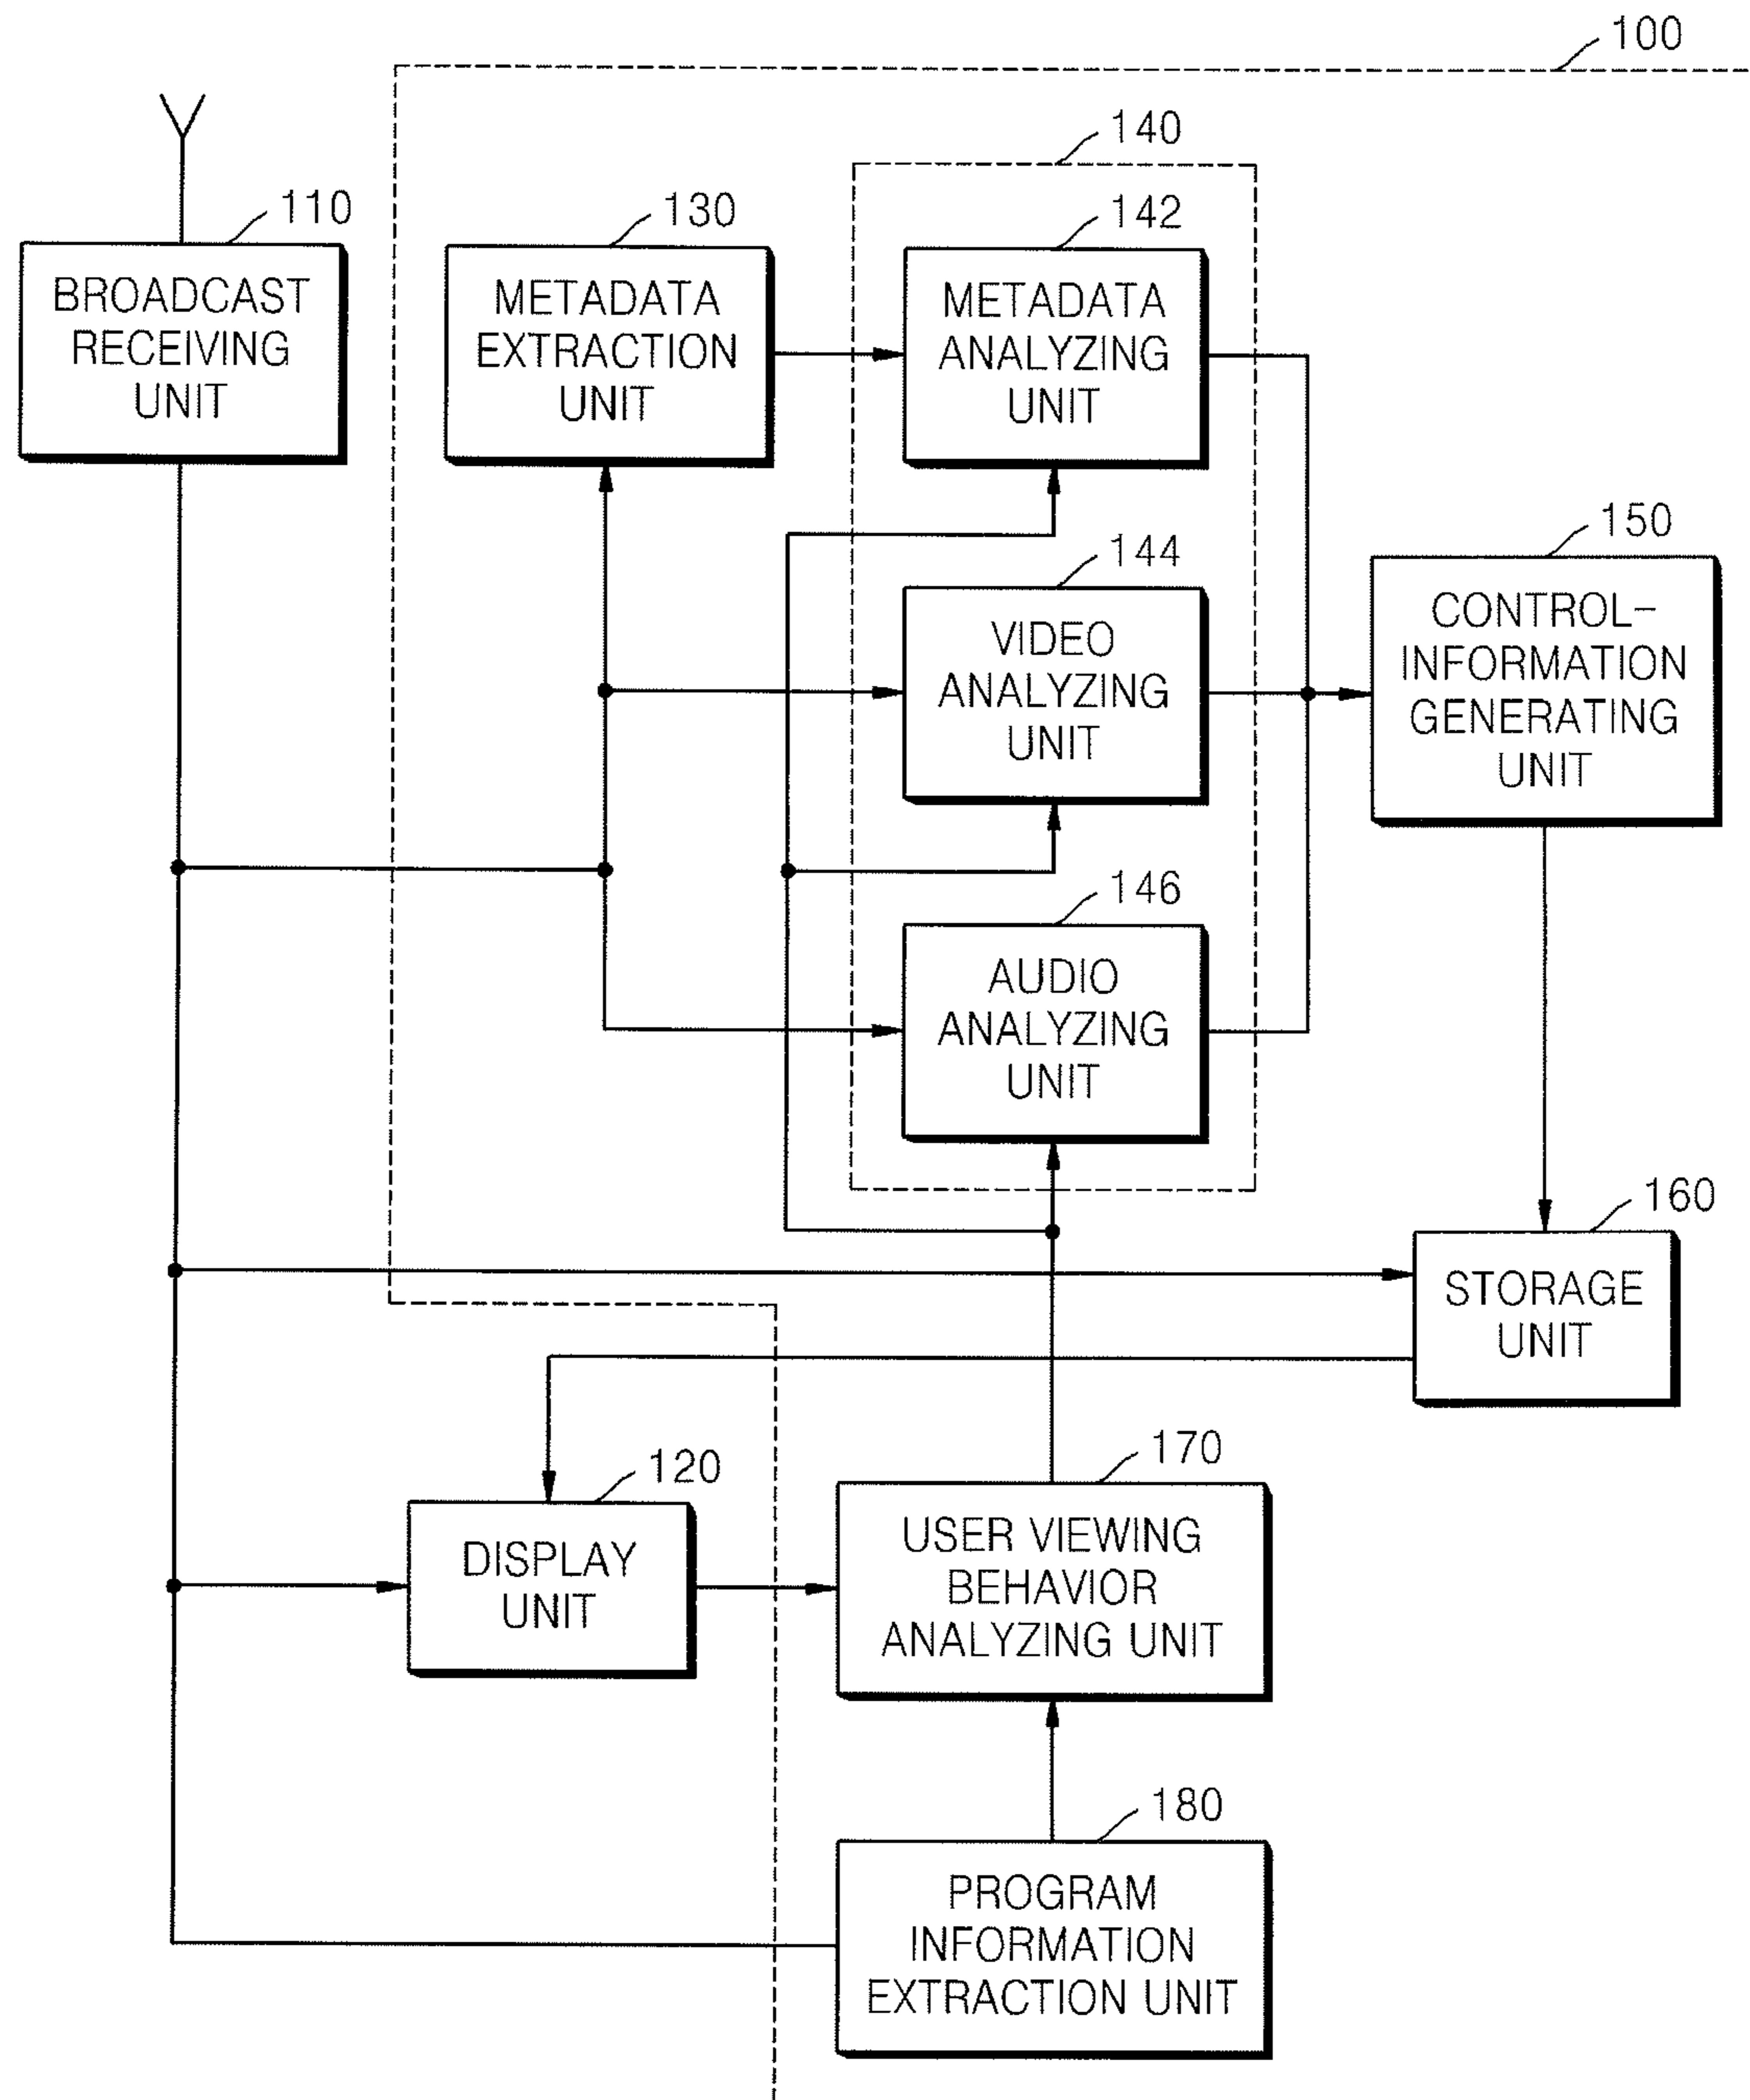 100
140
110
BROADCAST
RECEIVING
UNIT
130
METADATA
EXTRACTION
UNIT
142
METADATA
ANALYZING
UNIT
144
VIDEO
ANALYZING
UNIT
150
CONTROL-
INFORMATION
GENERATING
UNIT
146
AUDIO
ANALYZING
UNIT
160
STORAGE
UNIT
120
DISPLAY
UNIT
170
USER VIEWING
BEHAVIOR
ANALYZING UNIT
180
PROGRAM
INFORMATION
EXTRACTION UNIT